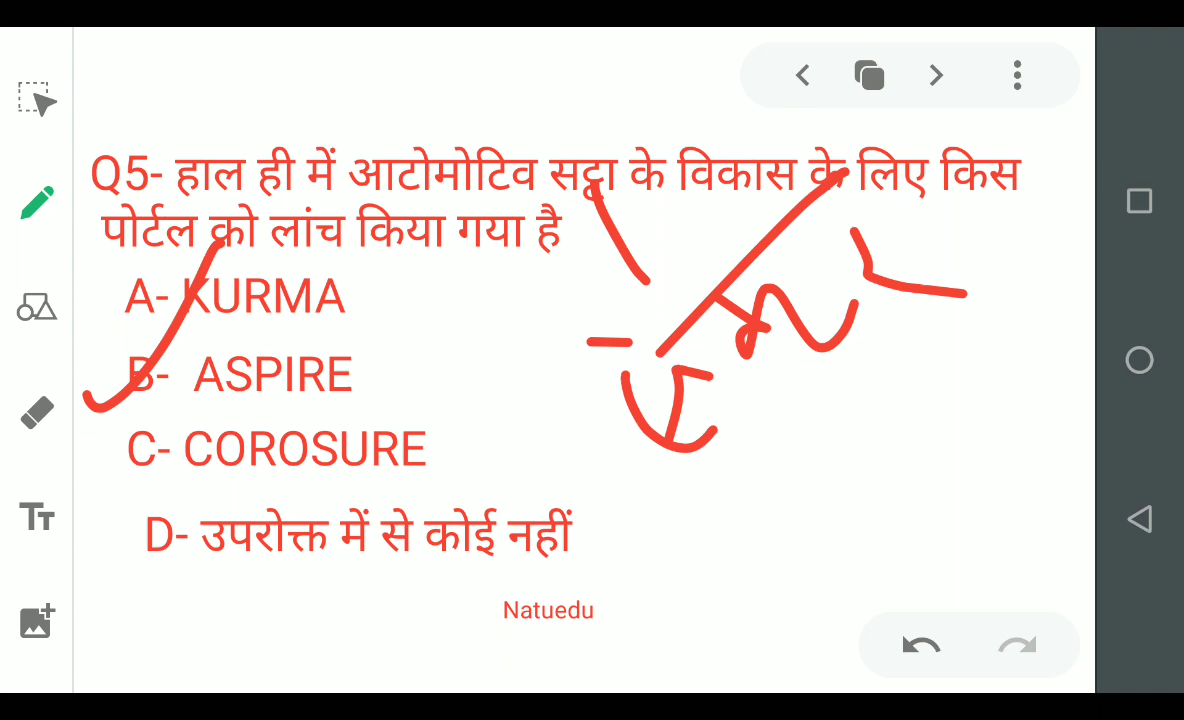 Q5- हाल ही में आटोमोटिव सट्टा के विकास के लिए किस
पोर्टल को लांच किया गया है
A- KURMA
B- ASPIRE
C- COROSURE
D- उपरोक्त में से कोई नहीं
Natuedu